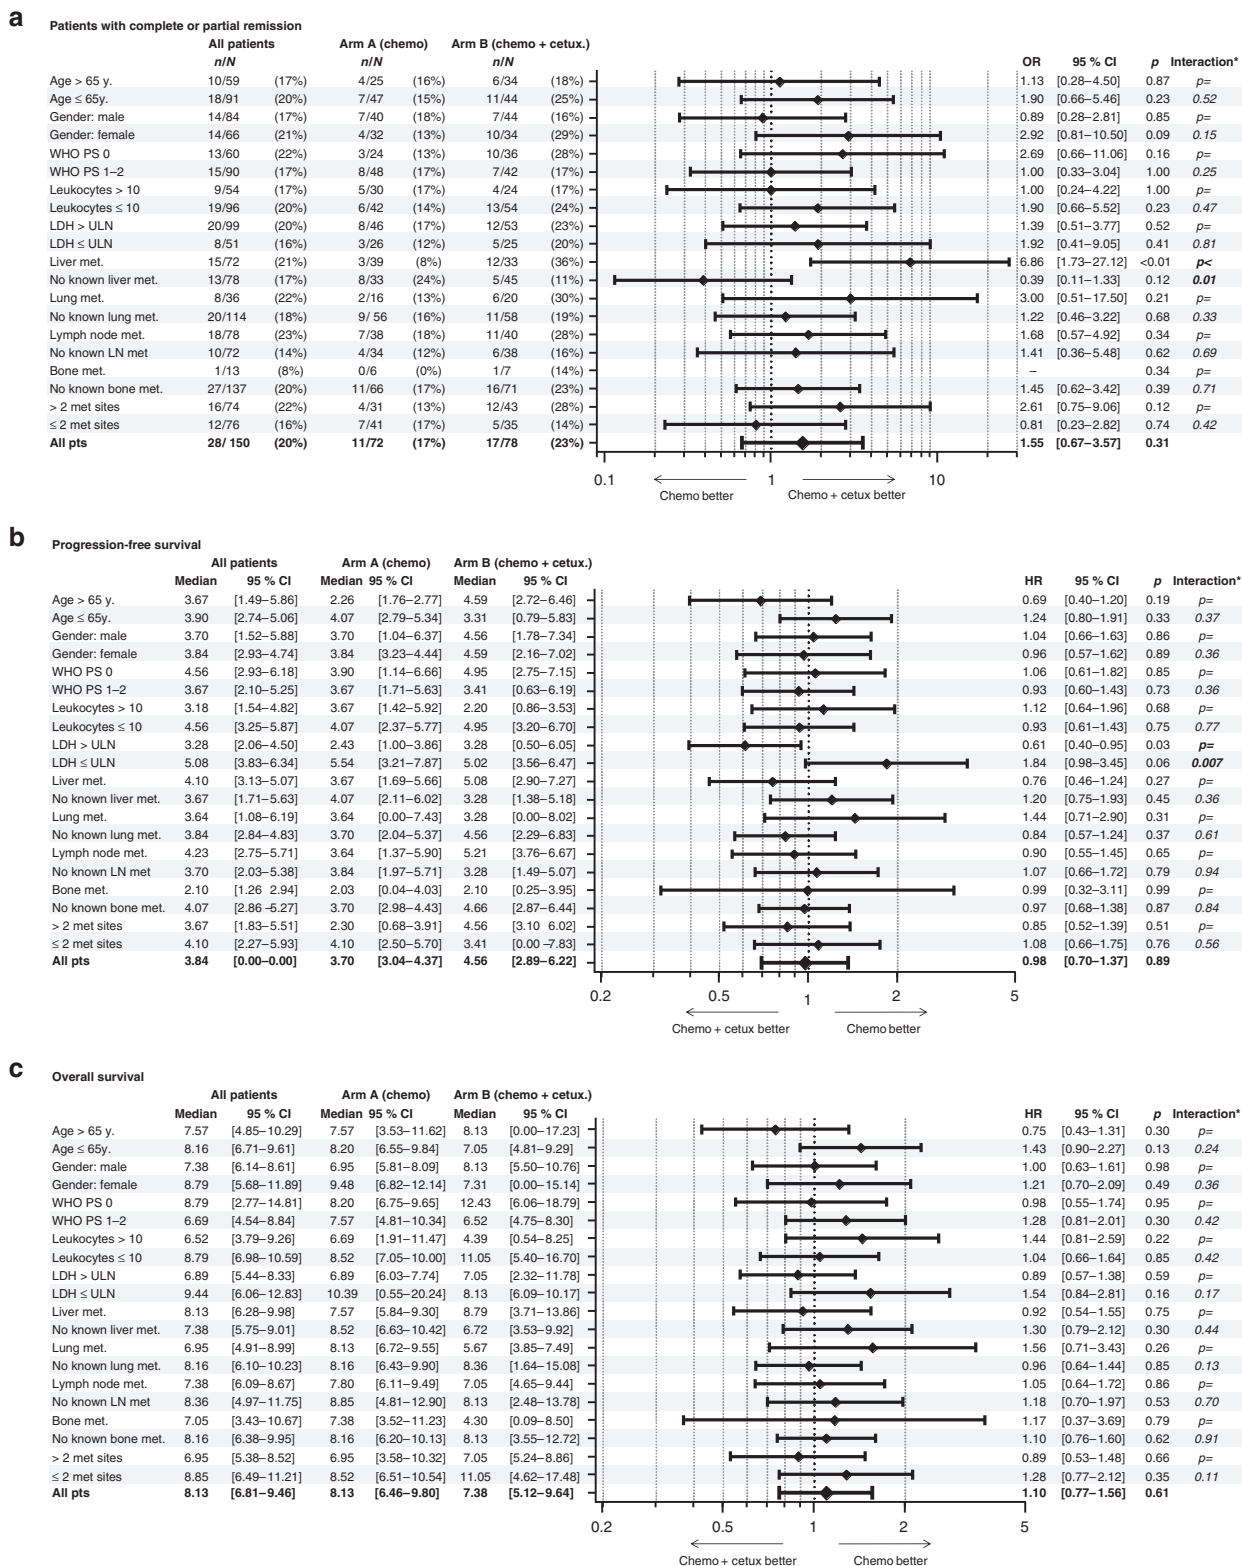 a
Patients with complete or partial remission
All patients Arm A (chemo) Arm B (chemo + cetux.)
n/N n/N n/N OR 95 % CI p Interaction*
Age > 65 y. 10/59 (17%) 4/25 (16%) 6/34 (18%) 1.13 [0.28–4.50] 0.87 p=
Age ≤ 65y. 18/91 (20%) 7/47 (15%) 11/44 (25%) 1.90 [0.66–5.46] 0.23 0.52
Gender: male 14/84 (17%) 7/40 (18%) 7/44 (16%) 0.89 [0.28–2.81] 0.85 p=
Gender: female 14/66 (21%) 4/32 (13%) 10/34 (29%) 2.92 [0.81–10.50] 0.09 0.15
WHO PS 0 13/60 (22%) 3/24 (13%) 10/36 (28%) 2.69 [0.66–11.06] 0.16 p=
WHO PS 1–2 15/90 (17%) 8/48 (17%) 7/42 (17%) 1.00 [0.33–3.04] 1.00 0.25
Leukocytes > 10 9/54 (17%) 5/30 (17%) 4/24 (17%) 1.00 [0.24–4.22] 1.00 p=
Leukocytes ≤ 10 19/96 (20%) 6/42 (14%) 13/54 (24%) 1.90 [0.66–5.52] 0.23 0.47
LDH > ULN 20/99 (20%) 8/46 (17%) 12/53 (23%) 1.39 [0.51–3.77] 0.52 p=
LDH ≤ ULN 8/51 (16%) 3/26 (12%) 5/25 (20%) 1.92 [0.41–9.05] 0.41 0.81
Liver met. 15/72 (21%) 3/39 (8%) 12/33 (36%) 6.86 [1.73–27.12] <0.01 p<
No known liver met. 13/78 (17%) 8/33 (24%) 5/45 (11%) 0.39 [0.11–1.33] 0.12 0.01
Lung met. 8/36 (22%) 2/16 (13%) 6/20 (30%) 3.00 [0.51–17.50] 0.21 p=
No known lung met. 20/114 (18%) 9/ 56 (16%) 11/58 (19%) 1.22 [0.46–3.22] 0.68 0.33
Lymph node met. 18/78 (23%) 7/38 (18%) 11/40 (28%) 1.68 [0.57–4.92] 0.34 p=
No known LN met 10/72 (14%) 4/34 (12%) 6/38 (16%) 1.41 [0.36–5.48] 0.62 0.69
Bone met. 1/13 (8%) 0/6 (0%) 1/7 (14%) – 0.34 p=
No known bone met. 27/137 (20%) 11/66 (17%) 16/71 (23%) 1.45 [0.62–3.42] 0.39 0.71
> 2 met sites 16/74 (22%) 4/31 (13%) 12/43 (28%) 2.61 [0.75–9.06] 0.12 p=
≤ 2 met sites 12/76 (16%) 7/41 (17%) 5/35 (14%) 0.81 [0.23–2.82] 0.74 0.42
All pts 28/ 150 (20%) 11/72 (17%) 17/78 (23%) 1.55 [0.67–3.57] 0.31
0.1 1 10
Chemo better Chemo + cetux better
b
Progression-free survival
All patients Arm A (chemo) Arm B (chemo + cetux.)
Median 95 % CI Median 95 % CI Median 95 % CI HR 95 % CI p Interaction*
Age > 65 y. 3.67 [1.49–5.86] 2.26 [1.76–2.77] 4.59 [2.72–6.46] 0.69 [0.40–1.20] 0.19 p=
Age ≤ 65y. 3.90 [2.74–5.06] 4.07 [2.79–5.34] 3.31 [0.79–5.83] 1.24 [0.80–1.91] 0.33 0.37
Gender: male 3.70 [1.52–5.88] 3.70 [1.04–6.37] 4.56 [1.78–7.34] 1.04 [0.66–1.63] 0.86 p=
Gender: female 3.84 [2.93–4.74] 3.84 [3.23–4.44] 4.59 [2.16–7.02] 0.96 [0.57–1.62] 0.89 0.36
WHO PS 0 4.56 [2.93–6.18] 3.90 [1.14–6.66] 4.95 [2.75–7.15] 1.06 [0.61–1.82] 0.85 p=
WHO PS 1–2 3.67 [2.10–5.25] 3.67 [1.71–5.63] 3.41 [0.63–6.19] 0.93 [0.60–1.43] 0.73 0.36
Leukocytes > 10 3.18 [1.54–4.82] 3.67 [1.42–5.92] 2.20 [0.86–3.53] 1.12 [0.64–1.96] 0.68 p=
Leukocytes ≤ 10 4.56 [3.25–5.87] 4.07 [2.37–5.77] 4.95 [3.20–6.70] 0.93 [0.61–1.43] 0.75 0.77
LDH > ULN 3.28 [2.06–4.50] 2.43 [1.00–3.86] 3.28 [0.50–6.05] 0.61 [0.40–0.95] 0.03 p=
LDH ≤ ULN 5.08 [3.83–6.34] 5.54 [3.21–7.87] 5.02 [3.56–6.47] 1.84 [0.98–3.45] 0.06 0.007
Liver met. 4.10 [3.13–5.07] 3.67 [1.69–5.66] 5.08 [2.90–7.27] 0.76 [0.46–1.24] 0.27 p=
No known liver met. 3.67 [1.71–5.63] 4.07 [2.11–6.02] 3.28 [1.38–5.18] 1.20 [0.75–1.93] 0.45 0.36
Lung met. 3.64 [1.08–6.19] 3.64 [0.00–7.43] 3.28 [0.00–8.02] 1.44 [0.71–2.90] 0.31 p=
No known lung met. 3.84 [2.84–4.83] 3.70 [2.04–5.37] 4.56 [2.29–6.83] 0.84 [0.57–1.24] 0.37 0.61
Lymph node met. 4.23 [2.75–5.71] 3.64 [1.37–5.90] 5.21 [3.76–6.67] 0.90 [0.55–1.45] 0.65 p=
No known LN met 3.70 [2.03–5.38] 3.84 [1.97–5.71] 3.28 [1.49–5.07] 1.07 [0.66–1.72] 0.79 0.94
Bone met. 2.10 [1.26 2.94] 2.03 [0.04–4.03] 2.10 [0.25–3.95] 0.99 [0.32–3.11] 0.99 p=
No known bone met. 4.07 [2.86 –5.27] 3.70 [2.98–4.43] 4.66 [2.87–6.44] 0.97 [0.68–1.38] 0.87 0.84
> 2 met sites 3.67 [1.83–5.51] 2.30 [0.68–3.91] 4.56 [3.10 6.02] 0.85 [0.52–1.39] 0.51 p=
≤ 2 met sites 4.10 [2.27–5.93] 4.10 [2.50–5.70] 3.41 [0.00 –7.83] 1.08 [0.66–1.75] 0.76 0.56
All pts 3.84 [0.00–0.00] 3.70 [3.04–4.37] 4.56 [2.89–6.22] 0.98 [0.70–1.37] 0.89
0.2 0.5 1 2 5
Chemo + cetux better Chemo better
c
Overall survival
All patients Arm A (chemo) Arm B (chemo + cetux.)
Median 95 % CI Median 95 % CI Median 95 % CI HR 95 % CI p Interaction*
Age > 65 y. 7.57 [4.85–10.29] 7.57 [3.53–11.62] 8.13 [0.00–17.23] 0.75 [0.43–1.31] 0.30 p=
Age ≤ 65y. 8.16 [6.71–9.61] 8.20 [6.55–9.84] 7.05 [4.81–9.29] 1.43 [0.90–2.27] 0.13 0.24
Gender: male 7.38 [6.14–8.61] 6.95 [5.81–8.09] 8.13 [5.50–10.76] 1.00 [0.63–1.61] 0.98 p=
Gender: female 8.79 [5.68–11.89] 9.48 [6.82–12.14] 7.31 [0.00–15.14] 1.21 [0.70–2.09] 0.49 0.36
WHO PS 0 8.79 [2.77–14.81] 8.20 [6.75–9.65] 12.43 [6.06–18.79] 0.98 [0.55–1.74] 0.95 p=
WHO PS 1–2 6.69 [4.54–8.84] 7.57 [4.81–10.34] 6.52 [4.75–8.30] 1.28 [0.81–2.01] 0.30 0.42
Leukocytes > 10 6.52 [3.79–9.26] 6.69 [1.91–11.47] 4.39 [0.54–8.25] 1.44 [0.81–2.59] 0.22 p=
Leukocytes ≤ 10 8.79 [6.98–10.59] 8.52 [7.05–10.00] 11.05 [5.40–16.70] 1.04 [0.66–1.64] 0.85 0.42
LDH > ULN 6.89 [5.44–8.33] 6.89 [6.03–7.74] 7.05 [2.32–11.78] 0.89 [0.57–1.38] 0.59 p=
LDH ≤ ULN 9.44 [6.06–12.83] 10.39 [0.55–20.24] 8.13 [6.09–10.17] 1.54 [0.84–2.81] 0.16 0.17
Liver met. 8.13 [6.28–9.98] 7.57 [5.84–9.30] 8.79 [3.71–13.86] 0.92 [0.54–1.55] 0.75 p=
No known liver met. 7.38 [5.75–9.01] 8.52 [6.63–10.42] 6.72 [3.53–9.92] 1.30 [0.79–2.12] 0.30 0.44
Lung met. 6.95 [4.91–8.99] 8.13 [6.72–9.55] 5.67 [3.85–7.49] 1.56 [0.71–3.43] 0.26 p=
No known lung met. 8.16 [6.10–10.23] 8.16 [6.43–9.90] 8.36 [1.64–15.08] 0.96 [0.64–1.44] 0.85 0.13
Lymph node met. 7.38 [6.09–8.67] 7.80 [6.11–9.49] 7.05 [4.65–9.44] 1.05 [0.64–1.72] 0.86 p=
No known LN met 8.36 [4.97–11.75] 8.85 [4.81–12.90] 8.13 [2.48–13.78] 1.18 [0.70–1.97] 0.53 0.70
Bone met. 7.05 [3.43–10.67] 7.38 [3.52–11.23] 4.30 [0.09–8.50] 1.17 [0.37–3.69] 0.79 p=
No known bone met. 8.16 [6.38–9.95] 8.16 [6.20–10.13] 8.13 [3.55–12.72] 1.10 [0.76–1.60] 0.62 0.91
> 2 met sites 6.95 [5.38–8.52] 6.95 [3.58–10.32] 7.05 [5.24–8.86] 0.89 [0.53–1.48] 0.66 p=
≤ 2 met sites 8.85 [6.49–11.21] 8.52 [6.51–10.54] 11.05 [4.62–17.48] 1.28 [0.77–2.12] 0.35 0.11
All pts 8.13 [6.81–9.46] 8.13 [6.46–9.80] 7.38 [5.12–9.64] 1.10 [0.77–1.56] 0.61
0.2 0.5 1 2 5
Chemo + cetux better Chemo better